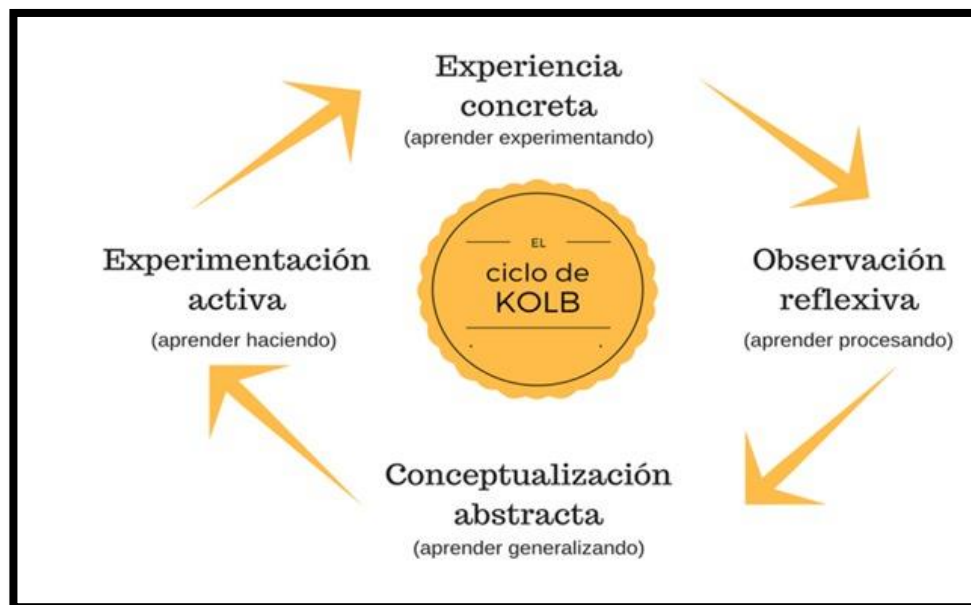 Experiencia
concreta
(aprender experimentando)
Experimentación
activa
(aprender haciendo)
EL
ciclo de
KOLB
Observación
reflexiva
(aprender procesando)
Conceptualización
abstracta
(aprender generalizando)